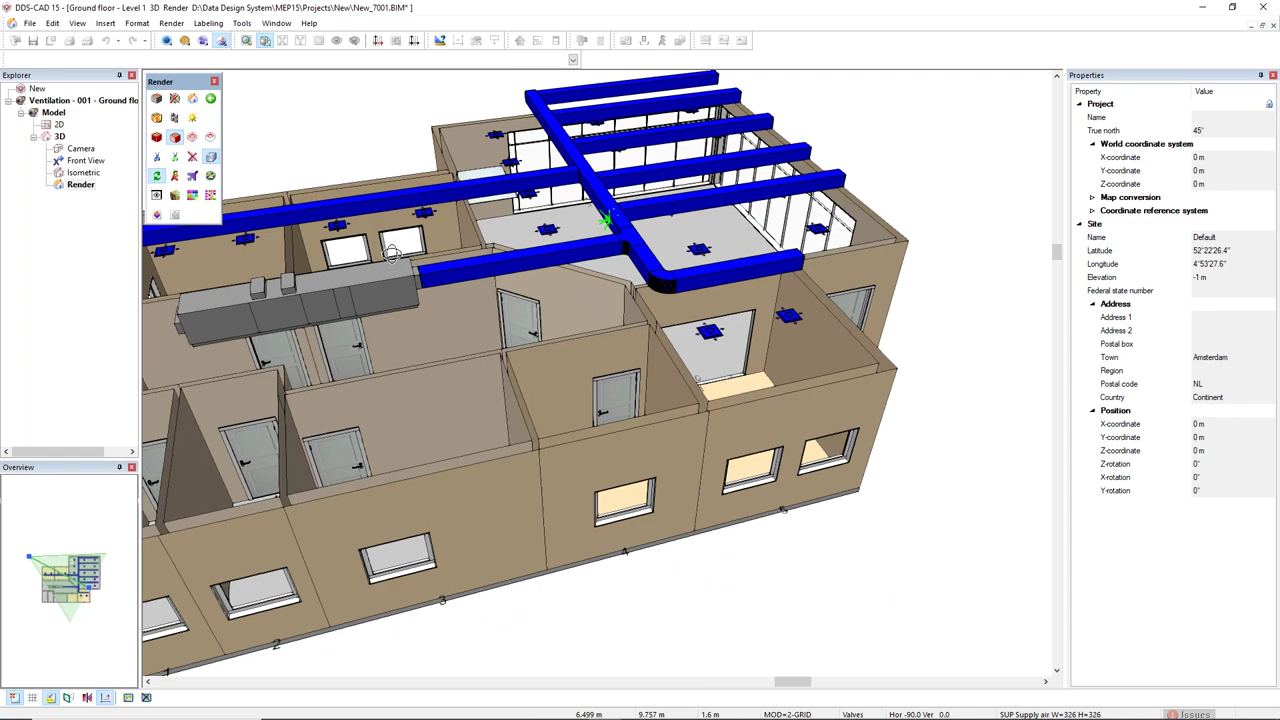 DDS-CAD 15 - [Ground floor - Level 1  3D  Render  D:\Data Design System\MEP15\Projects\New\New_7001.BIM* ]
File Edit View Insert Format Render Labeling Tools Window Help
Explorer
New
Ventilation - 001 - Ground flo
Model
2D
3D
Camera
Front View
Isometric
Render
Overview
Render
2
3
4
5
Properties
Property Value
Project
Name
True north 45°
World coordinate system
X-coordinate 0 m
Y-coordinate 0 m
Z-coordinate 0 m
Map conversion
Coordinate reference system
Site
Name Default
Latitude 52°22'26.4"
Longitude 4°53'27.6"
Elevation -1 m
Federal state number
Address
Address 1
Address 2
Postal box
Town Amsterdam
Region
Postal code NL
Country Continent
Position
X-coordinate 0 m
Y-coordinate 0 m
Z-coordinate 0 m
Z-rotation 0°
X-rotation 0°
Y-rotation 0°
6.499 m 9.757 m 1.6 m MOD=2-GRID Valves Hor -90.0 Ver 0.0 SUP Supply air W=326 H=326 Issues